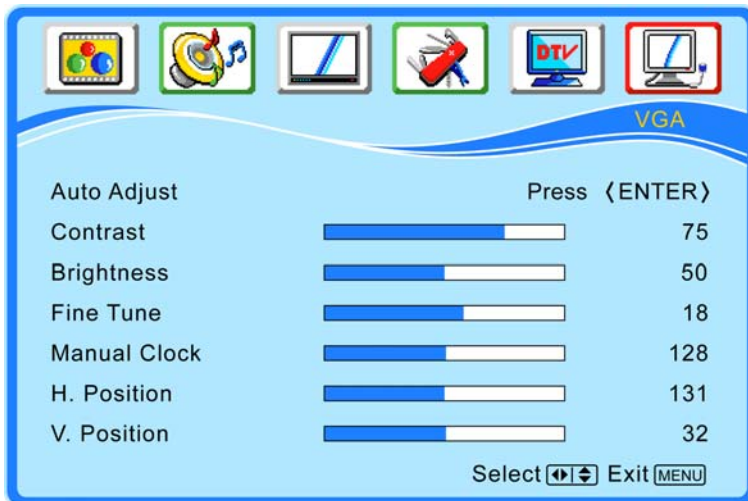 DTV
VGA
Auto Adjust Press 〈ENTER〉
Contrast 75
Brightness 50
Fine Tune 18
Manual Clock 128
H. Position 131
V. Position 32
Select Exit MENU